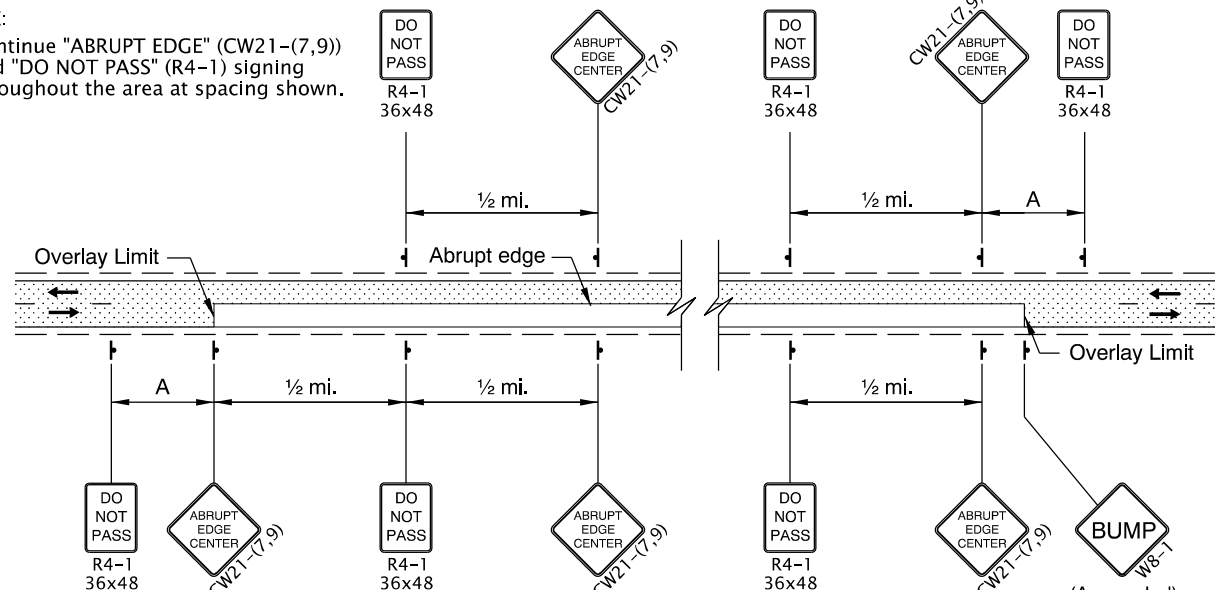 :
ntinue "ABRUPT EDGE" (CW21-(7,9))
d "DO NOT PASS" (R4-1) signing
oughout the area at spacing shown.
DO
NOT
PASS
R4-1
36x48
ABRUPT
EDGE
CENTER
CW21-(7,9)
DO
NOT
PASS
R4-1
36x48
ABRUPT
EDGE
CENTER
CW21-(7,9)
DO
NOT
PASS
R4-1
36x48
½ mi.
½ mi.
A
Overlay Limit
Abrupt edge
Overlay Limit
A
½ mi.
½ mi.
½ mi.
DO
NOT
PASS
R4-1
36x48
ABRUPT
EDGE
CENTER
CW21-(7,9)
DO
NOT
PASS
R4-1
36x48
ABRUPT
EDGE
CENTER
CW21-(7,9)
DO
NOT
PASS
R4-1
36x48
ABRUPT
EDGE
CENTER
CW21-(7,9)
BUMP
W8-1